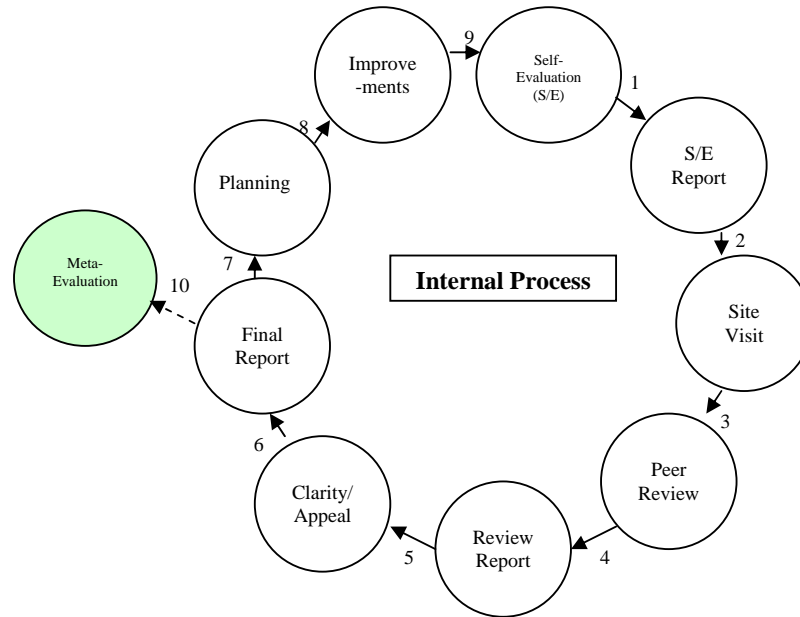 9
Improve
-ments
Self-
Evaluation
(S/E)
1
S/E
Report
8
Planning
2
Meta-
Evaluation
7
10
Internal Process
Site
Visit
Final
Report
3
6
Clarity/
Appeal
Peer
Review
Review
Report
5
4